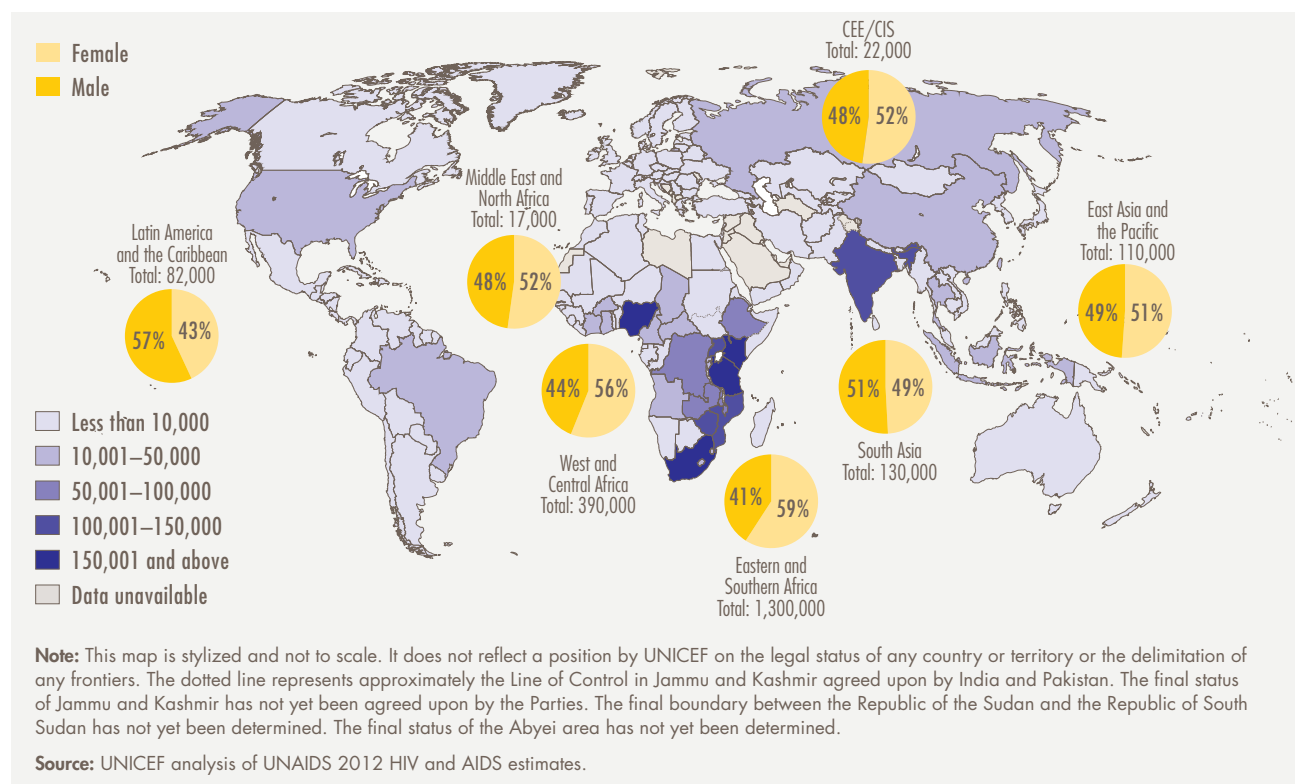 Female
Male
CEE/CIS
Total: 22,000
48%
52%
Middle East and
North Africa
Total: 17,000
48%
52%
Latin America
and the Caribbean
Total: 82,000
57%
43%
East Asia and
the Pacific
Total: 110,000
49%
51%
44%
56%
West and
Central Africa
Total: 390,000
51%
49%
South Asia
Total: 130,000
41%
59%
Eastern and
Southern Africa
Total: 1,300,000
Less than 10,000
10,001–50,000
50,001–100,000
100,001–150,000
150,001 and above
Data unavailable
Note: This map is stylized and not to scale. It does not reflect a position by UNICEF on the legal status of any country or territory or the delimitation of
any frontiers. The dotted line represents approximately the Line of Control in Jammu and Kashmir agreed upon by India and Pakistan. The final status
of Jammu and Kashmir has not yet been agreed upon by the Parties. The final boundary between the Republic of the Sudan and the Republic of South
Sudan has not yet been determined. The final status of the Abyei area has not yet been determined.
Source: UNICEF analysis of UNAIDS 2012 HIV and AIDS estimates.